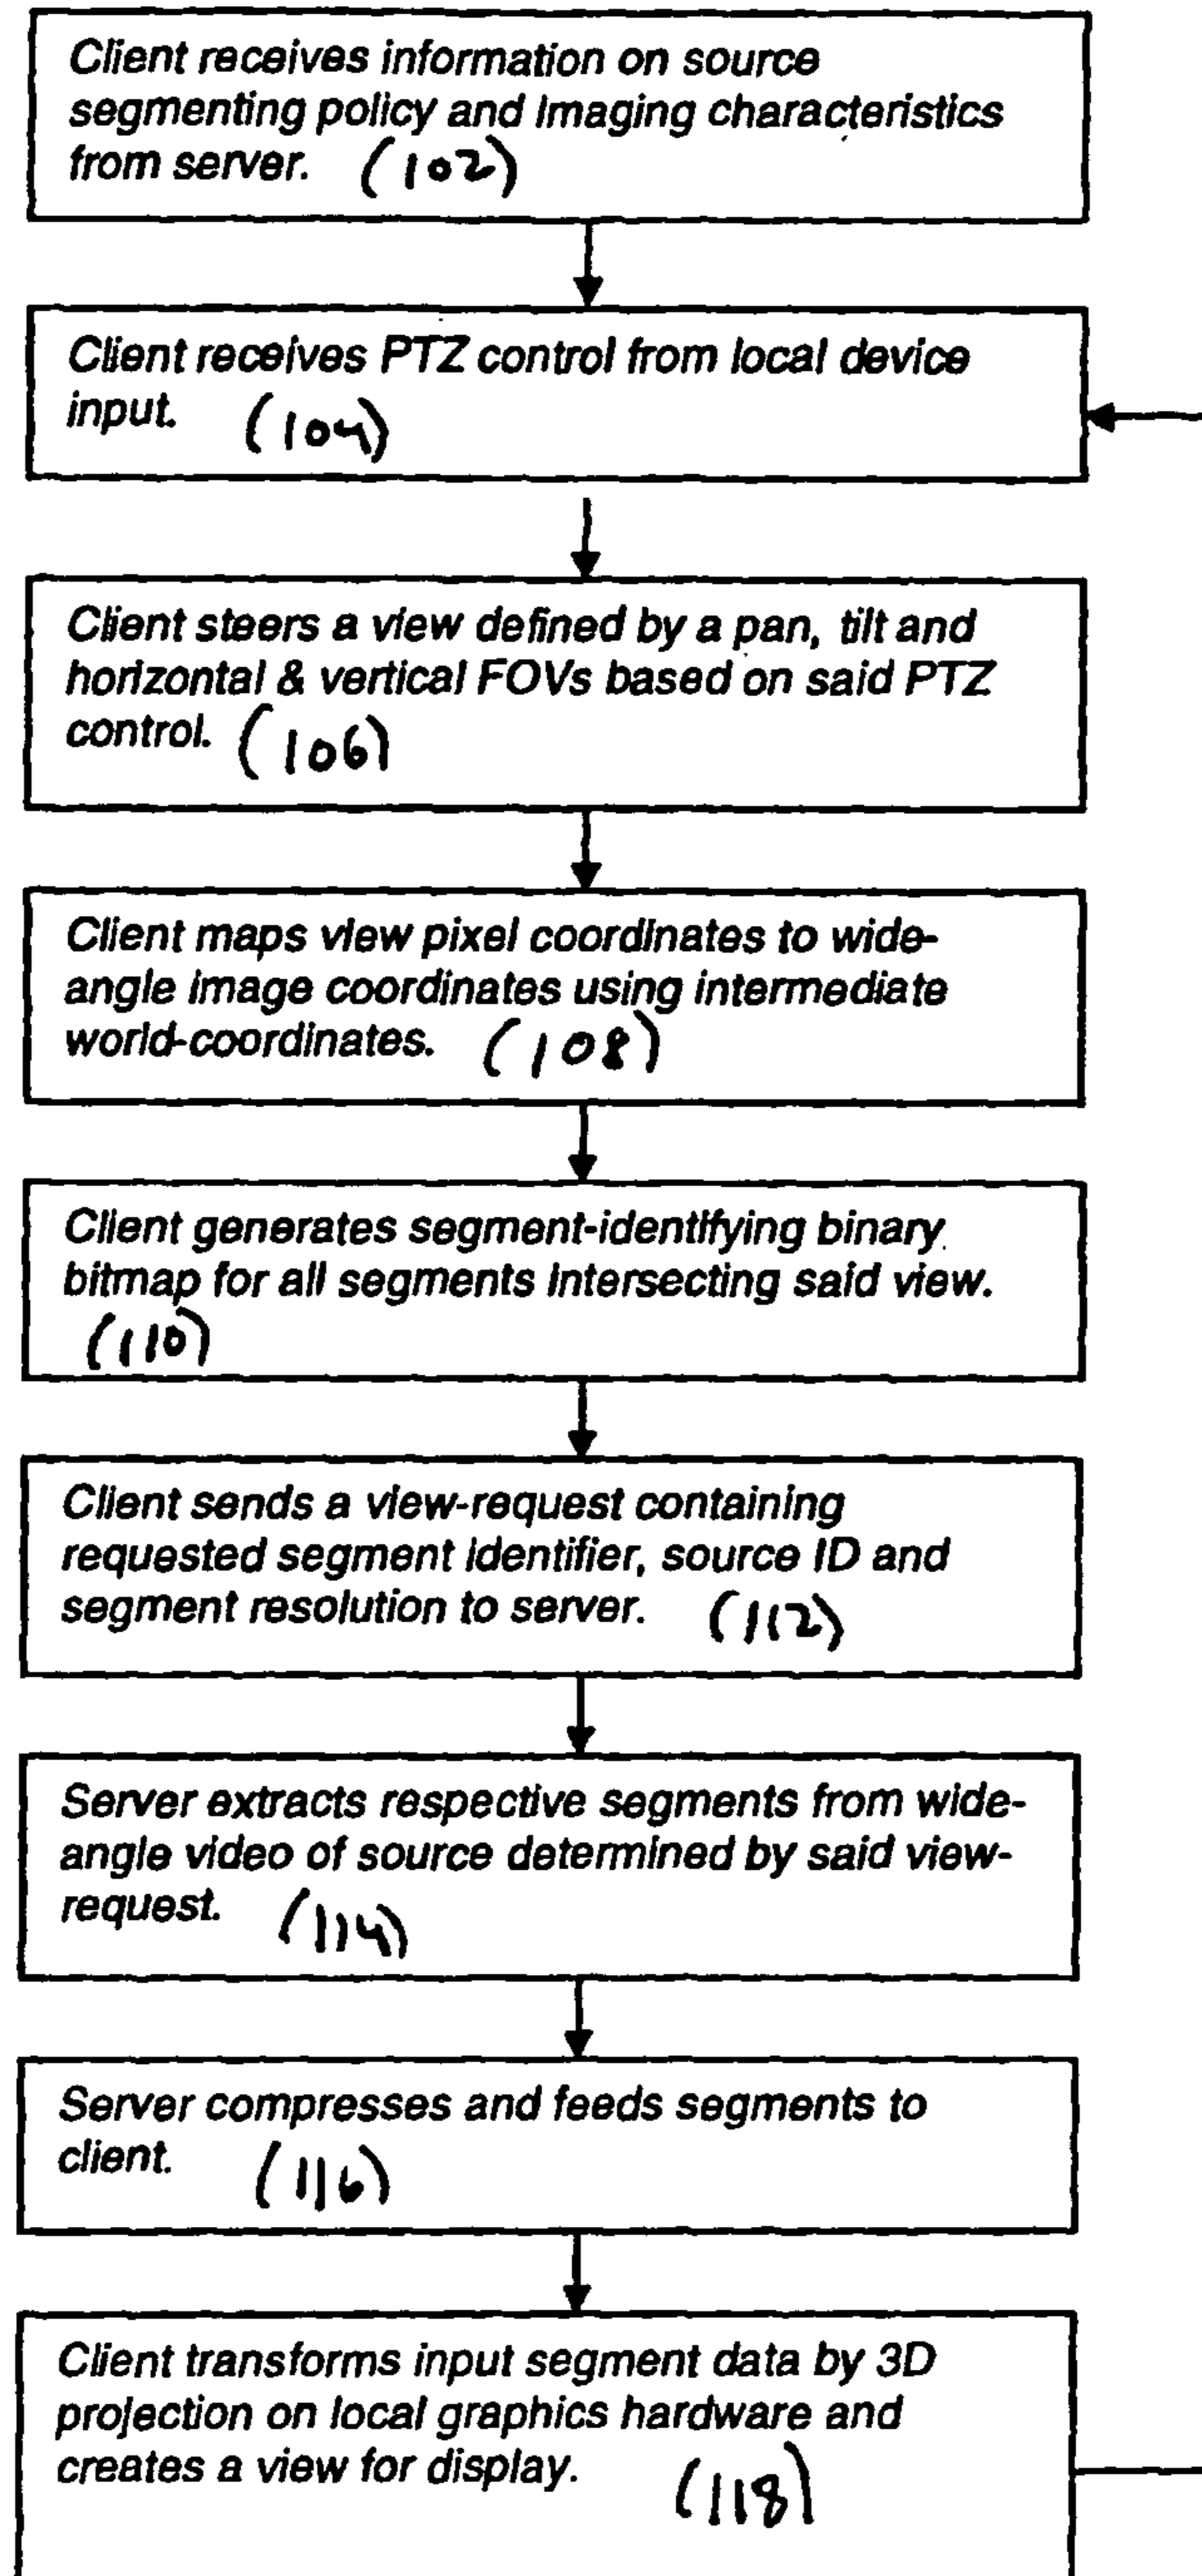 Client receives information on source
segmenting policy and imaging characteristics
from server. (102)
Client receives PTZ control from local device
input. (104)
Client steers a view defined by a pan, tilt and
horizontal & vertical FOVs based on said PTZ
control. (106)
Client maps view pixel coordinates to wide-
angle image coordinates using intermediate
world-coordinates. (108)
Client generates segment-identifying binary
bitmap for all segments intersecting said view.
(110)
Client sends a view-request containing
requested segment identifier, source ID and
segment resolution to server. (112)
Server extracts respective segments from wide-
angle video of source determined by said view-
request. (114)
Server compresses and feeds segments to
client. (116)
Client transforms input segment data by 3D
projection on local graphics hardware and
creates a view for display. (118)